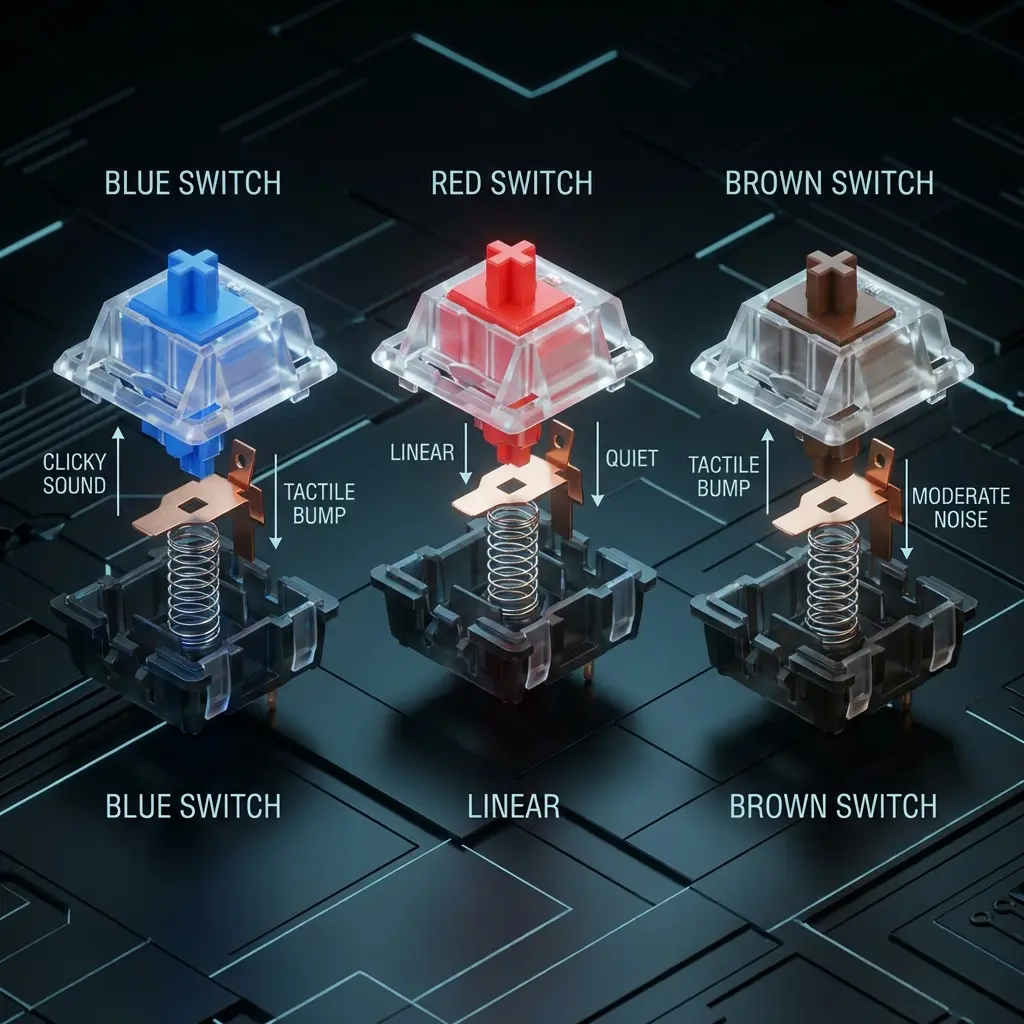 BLUE SWITCH
RED SWITCH
BROWN SWITCH
CLICKY
SOUND
TACTILE
BUMP
LINEAR
QUIET
TACTILE
BUMP
MODERATE
NOISE
BLUE SWITCH
LINEAR
BROWN SWITCH